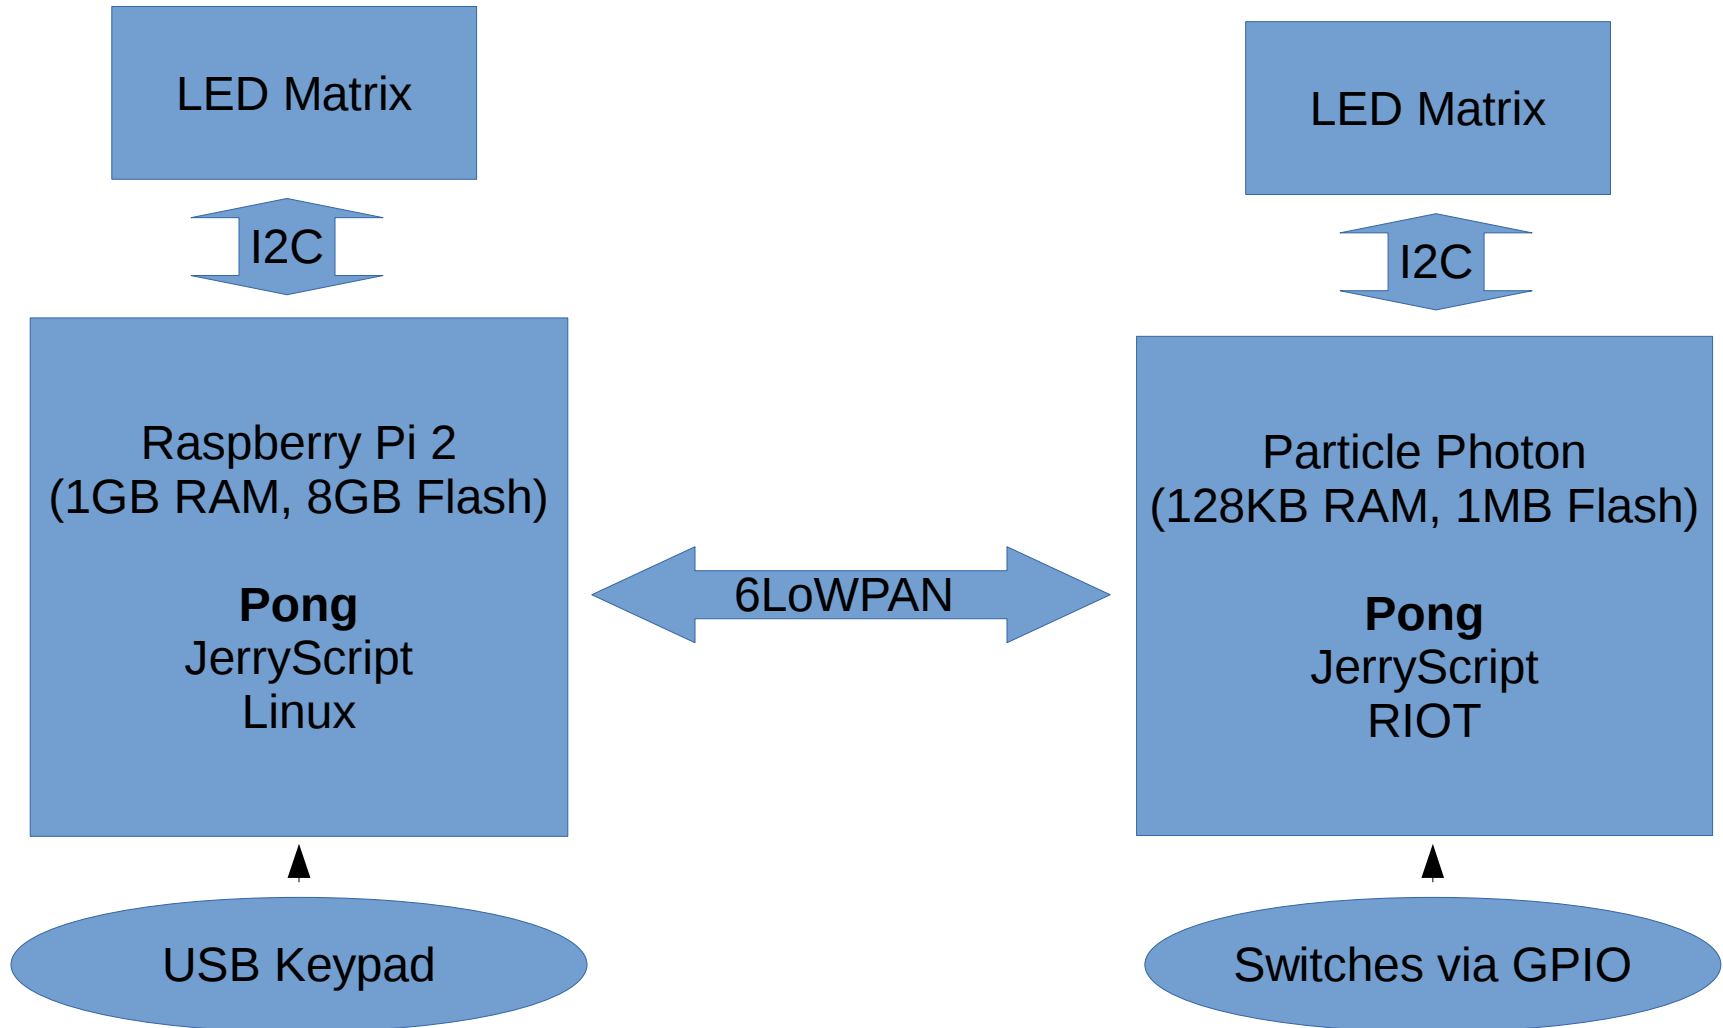 LED Matrix
I2C
Raspberry Pi 2
(1GB RAM, 8GB Flash)
Pong
JerryScript
Linux
USB Keypad
6LoWPAN
LED Matrix
I2C
Particle Photon
(128KB RAM, 1MB Flash)
Pong
JerryScript
RIOT
Switches via GPIO